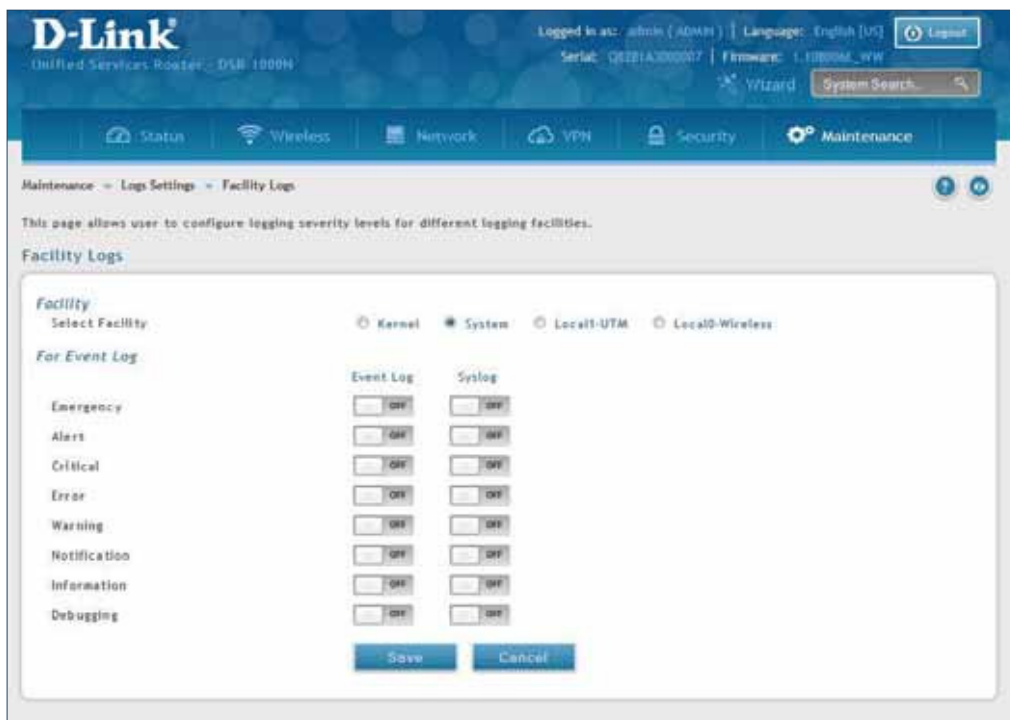 D-Link
Unified Services Router - DSR-1000N
Logged in as: admin ( ADMIN ) | Language: English [US]
Logout
Serial: | Firmware:
Wizard
System Search...
Status
Wireless
Network
VPN
Security
Maintenance
Maintenance » Logs Settings » Facility Logs
This page allows user to configure logging severity levels for different logging facilities.
Facility Logs
Facility
Select Facility Kernel System Local1-UTM Local0-Wireless
For Event Log
Event Log Syslog
Emergency OFF OFF
Alert OFF OFF
Critical OFF OFF
Error OFF OFF
Warning OFF OFF
Notification OFF OFF
Information OFF OFF
Debugging OFF OFF
Save Cancel